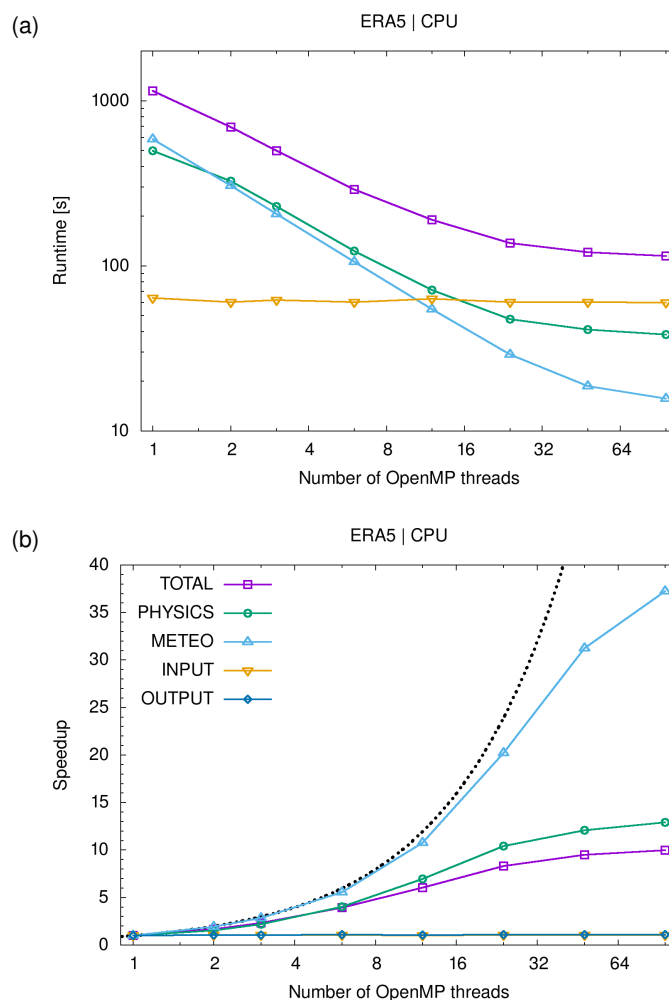 (a)
ERA5 | CPU
1000
100
10
Runtime [s]
1 2 4 8 16 32 64
Number of OpenMP threads
(b)
ERA5 | CPU
40
35
30
25
20
15
10
5
0
Speedup
TOTAL
PHYSICS
METEO
INPUT
OUTPUT
1 2 4 8 16 32 64
Number of OpenMP threads